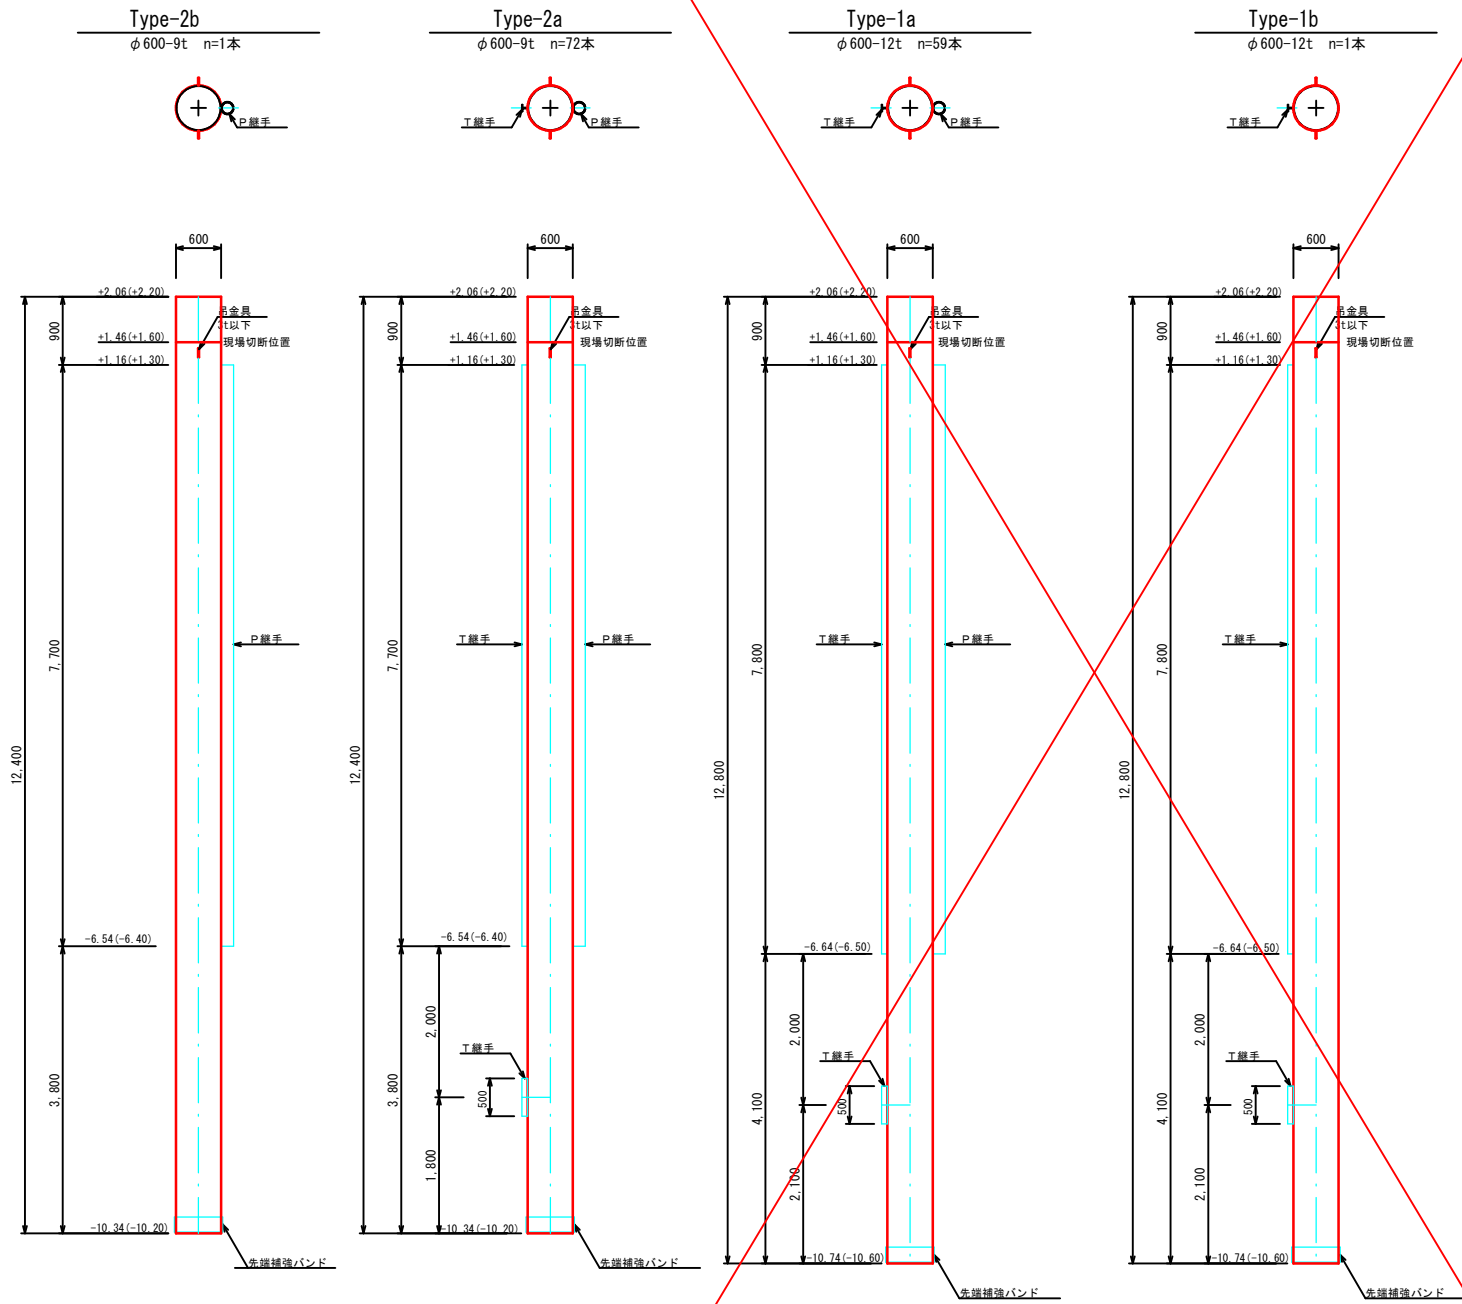 Type-2b
φ600-9t n=1本
P継手
600
+2.06(+2.20)
吊金具
3t以下
+1.46(+1.60)
現場切断位置
+1.16(+1.30)
900
7,700
12,400
P継手
-6.54(-6.40)
3,800
-10.34(-10.20)
先端補強バンド
Type-2a
φ600-9t n=72本
T継手
P継手
600
+2.06(+2.20)
吊金具
3t以下
+1.46(+1.60)
現場切断位置
+1.16(+1.30)
900
7,700
12,400
T継手
P継手
-6.54(-6.40)
2,000
T継手
500
3,800
1,800
-10.34(-10.20)
先端補強バンド
Type-1a
φ600-12t n=59本
T継手
P継手
600
+2.06(+2.20)
吊金具
3t以下
+1.46(+1.60)
現場切断位置
+1.16(+1.30)
900
7,800
12,800
T継手
P継手
-6.64(-6.50)
2,000
T継手
500
4,100
2,100
-10.74(-10.60)
先端補強バンド
Type-1b
φ600-12t n=1本
T継手
600
+2.06(+2.20)
吊金具
3t以下
+1.46(+1.60)
現場切断位置
+1.16(+1.30)
900
7,800
12,800
T継手
-6.64(-6.50)
2,000
T継手
500
4,100
2,100
-10.74(-10.60)
先端補強バンド